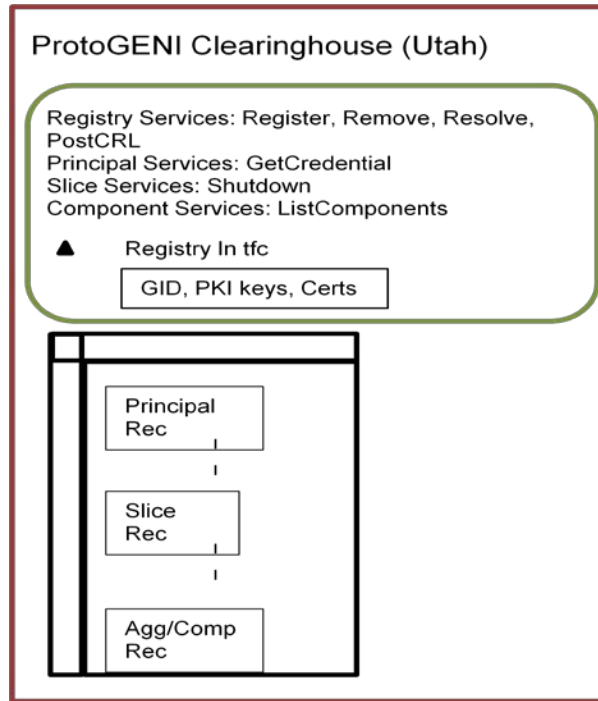 ProtoGENI Clearinghouse (Utah)
Registry Services: Register, Remove, Resolve,
PostCRL
Principal Services: GetCredential
Slice Services: Shutdown
Component Services: ListComponents
Registry In tfc
GID, PKI keys, Certs
Principal
Rec
Slice
Rec
Agg/Comp
Rec